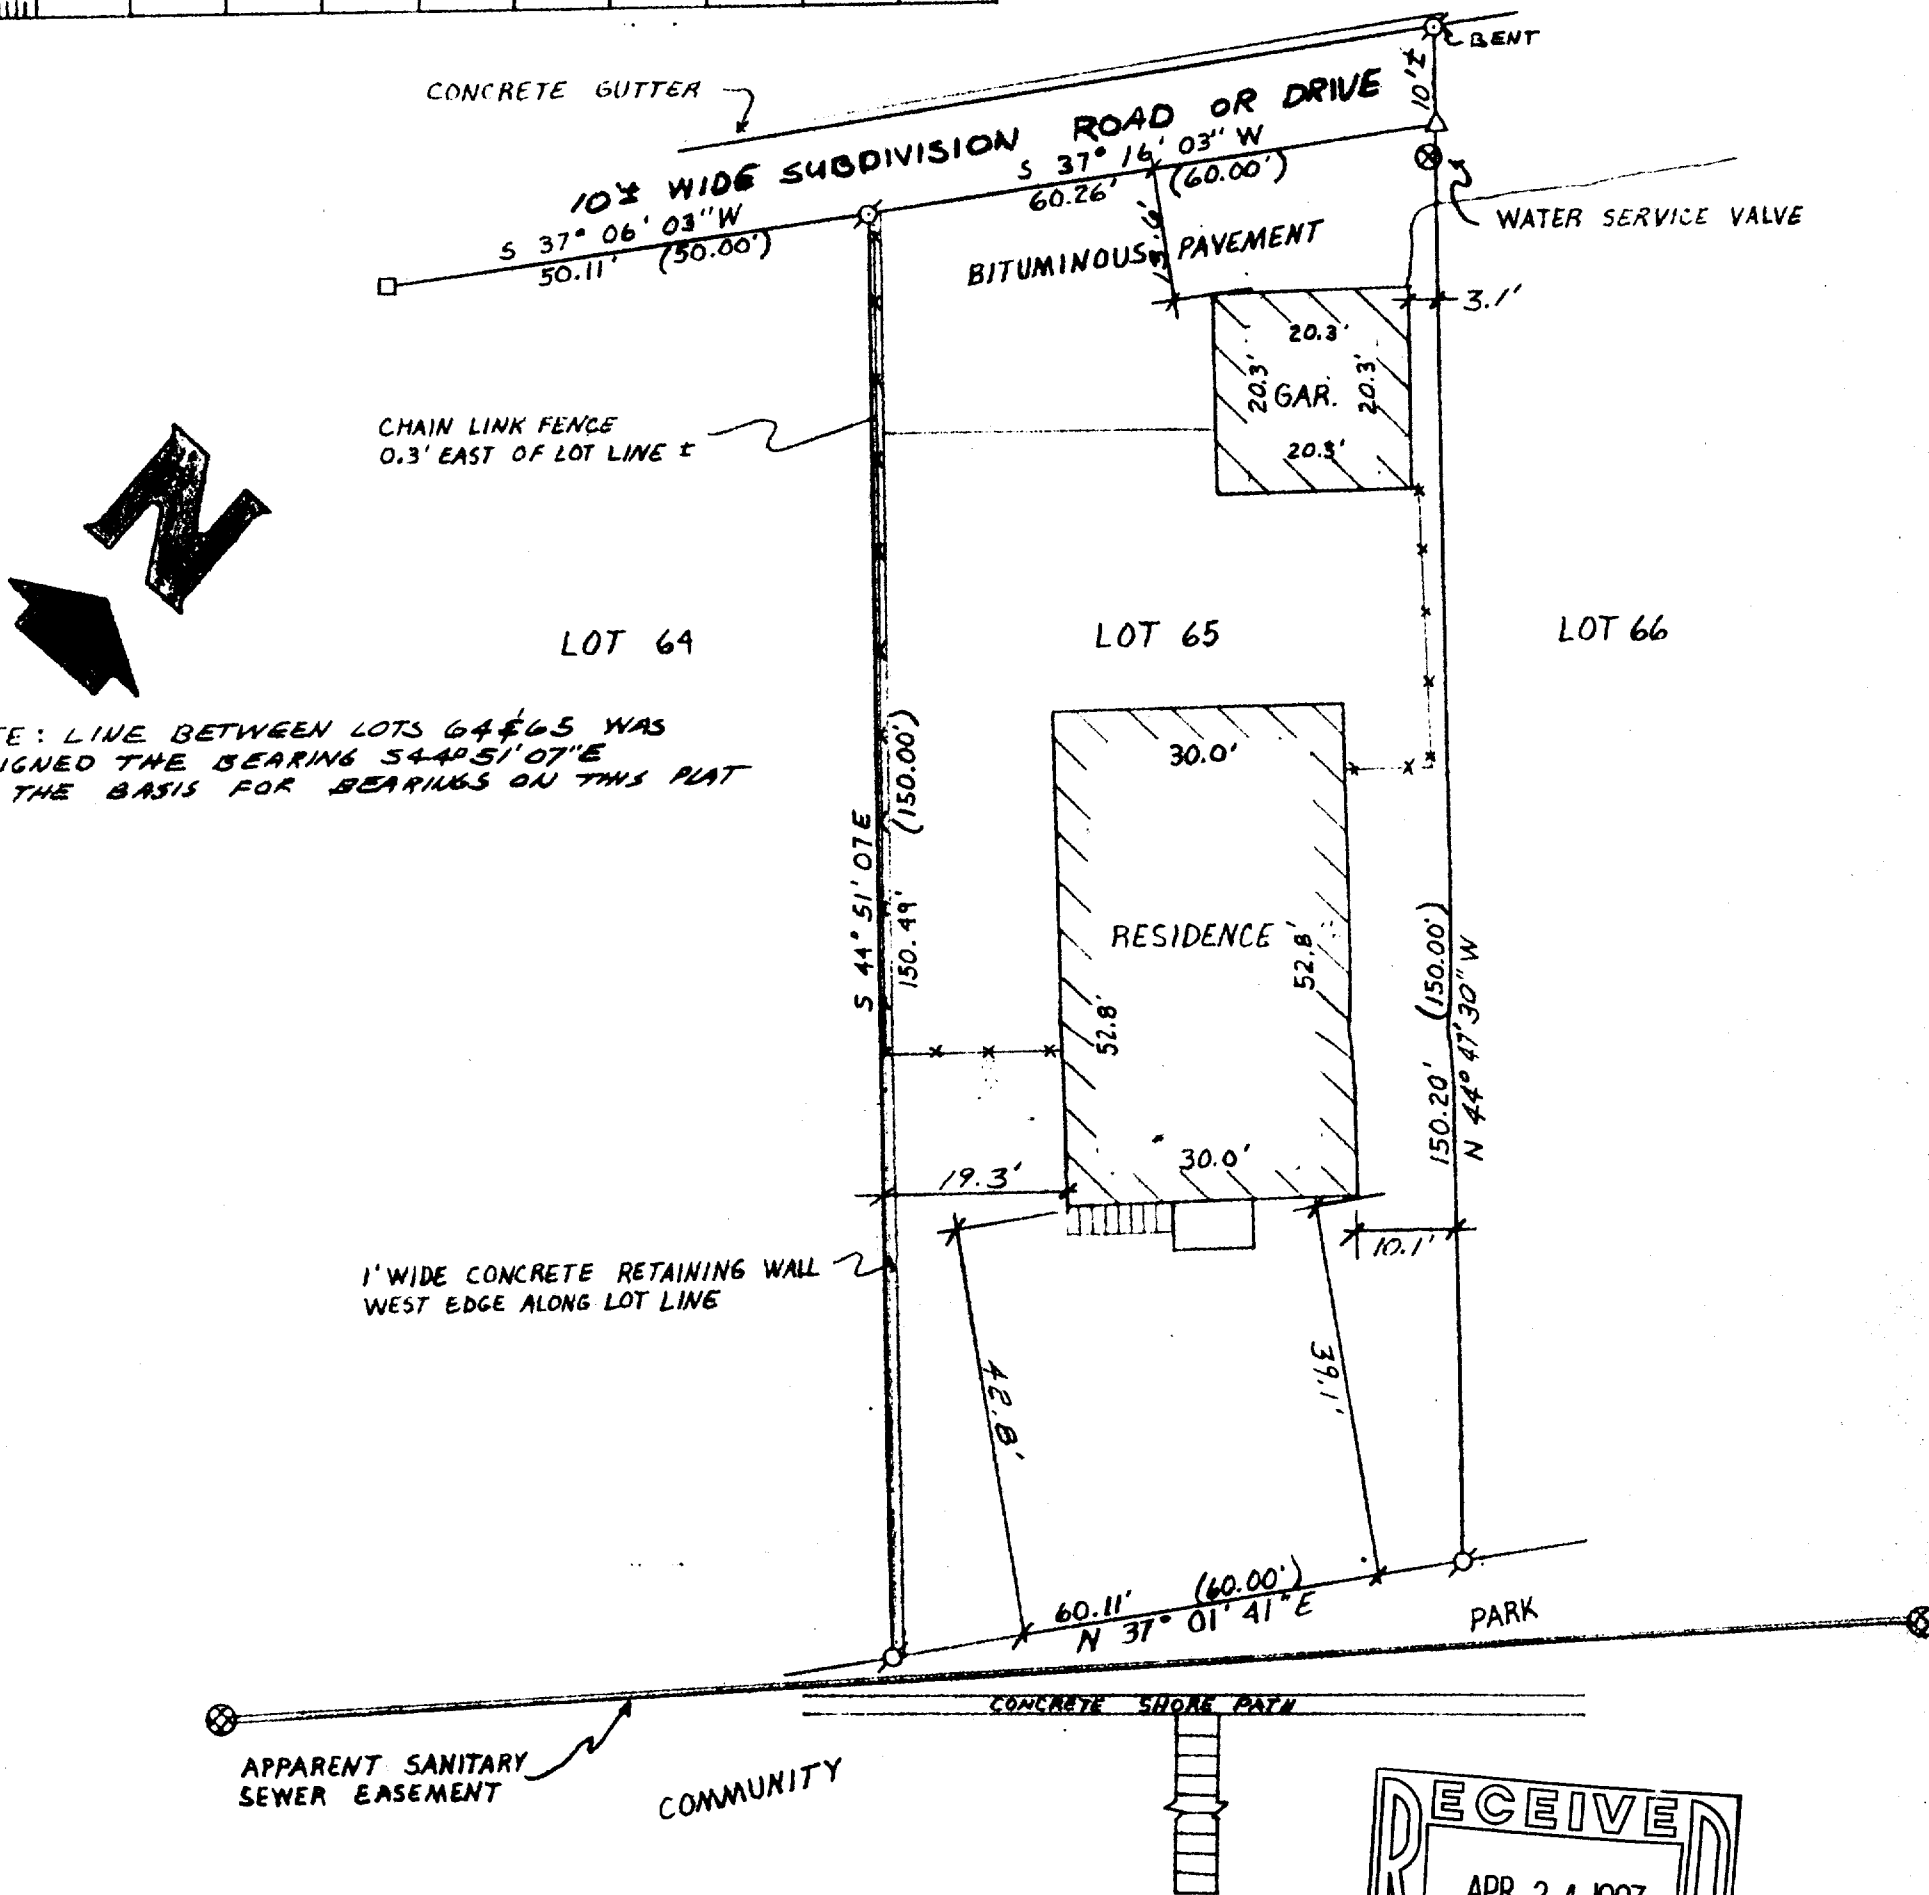 BENT
CONCRETE GUTTER
10'±
10'± WIDE SUBDIVISION ROAD OR DRIVE
S 37° 16' 03" W
60.26' (60.00')
S 37° 06' 03" W
50.11' (50.00')
WATER SERVICE VALVE
BITUMINOUS PAVEMENT
3.1'
20.3'
20.3'
GAR.
20.3'
20.3'
CHAIN LINK FENCE
0.3' EAST OF LOT LINE ±
N
LOT 64
LOT 65
LOT 66
TE: LINE BETWEEN LOTS 64 & 65 WAS
IGNED THE BEARING S44° 51' 07" E
THE BASIS FOR BEARINGS ON THIS PLAT
30.0'
S 44° 51' 07 E
150.49' (150.00')
RESIDENCE
52.8'
52.8'
150.20' (150.00')
N 44° 47' 30" W
30.0'
19.3'
10.1'
1' WIDE CONCRETE RETAINING WALL
WEST EDGE ALONG LOT LINE
42.8'
39.1'
60.11' (60.00')
N 37° 01' 41" E
PARK
CONCRETE SHORE PATH
APPARENT SANITARY
SEWER EASEMENT
COMMUNITY
RECEIVED
APR 24 1997